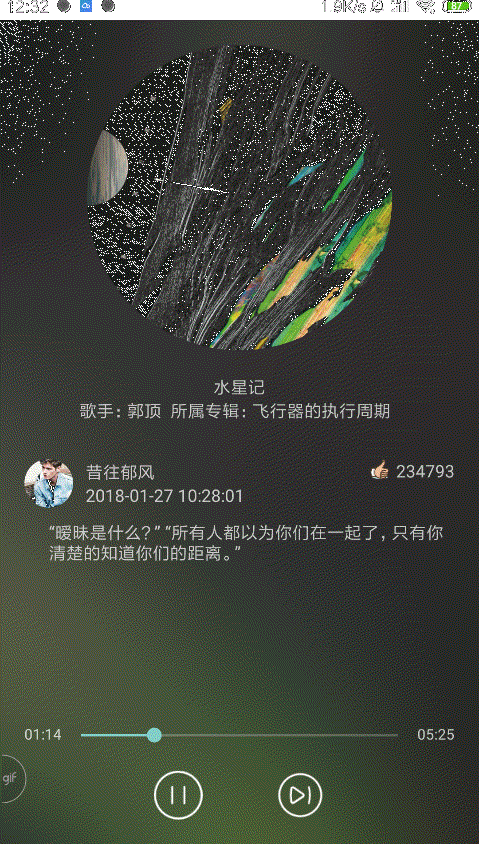 12:32
水星记
歌手: 郭顶 所属专辑: 飞行器的执行周期
昔往郁风
234793
2018-01-27 10:28:01
“暧昧是什么？” “所有人都以为你们在一起了, 只有你
清楚的知道你们的距离。”
01:14
05:25
gif